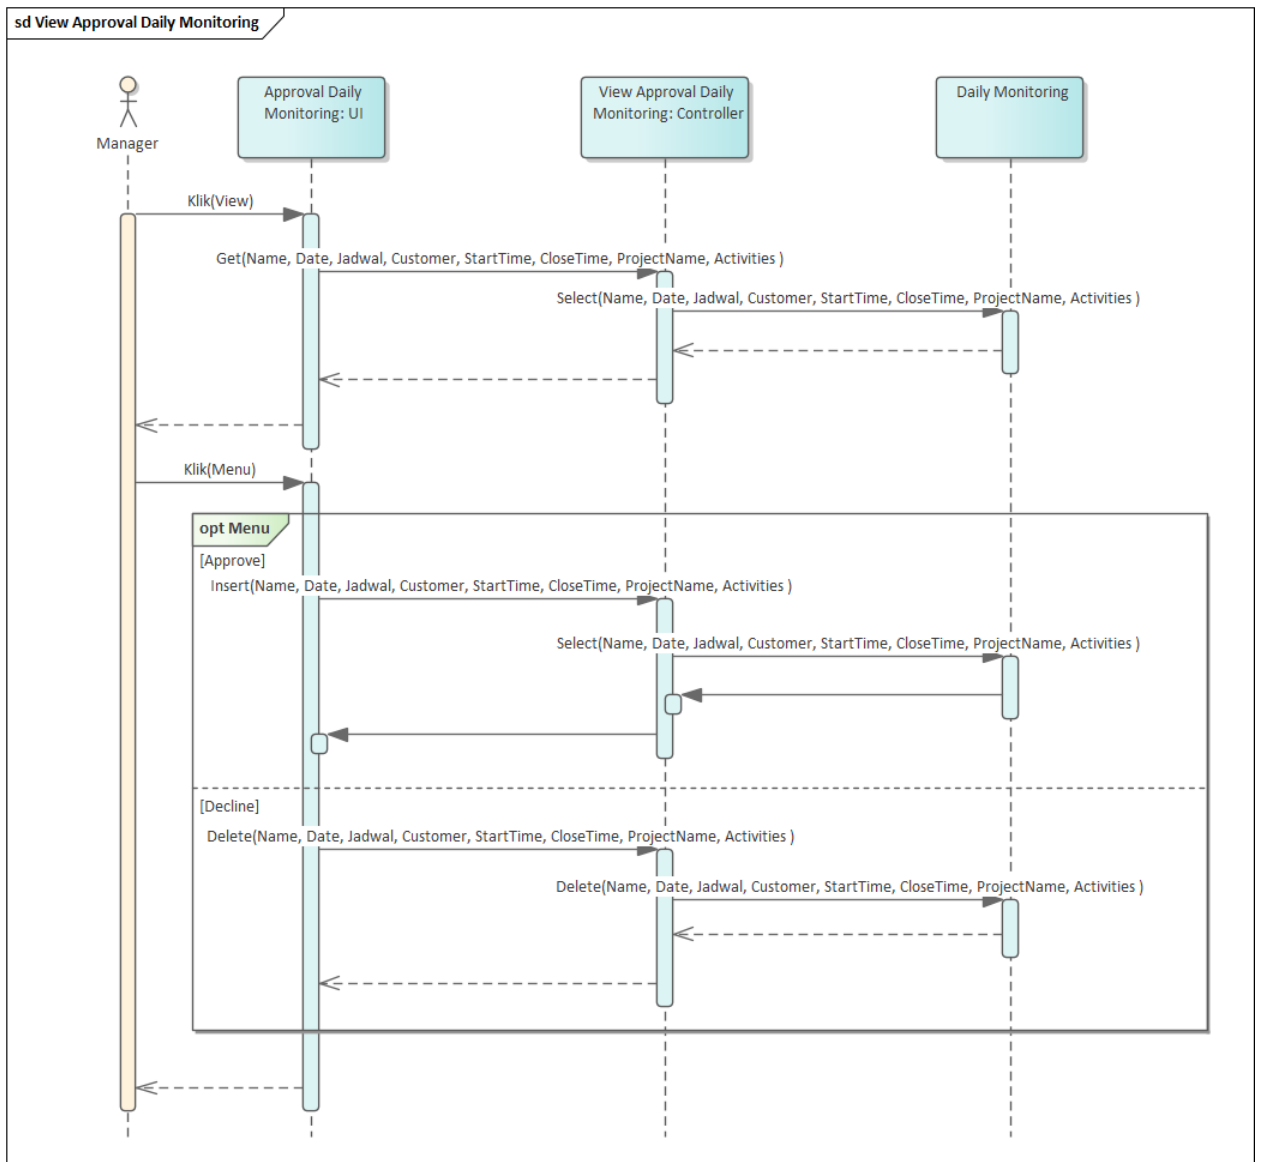 sd View Approval Daily Monitoring
Manager
Approval Daily
Monitoring: UI
View Approval Daily
Monitoring: Controller
Daily Monitoring
Klik(View)
Get(Name, Date, Jadwal, Customer, StartTime, CloseTime, ProjectName, Activities )
Select(Name, Date, Jadwal, Customer, StartTime, CloseTime, ProjectName, Activities )
Klik(Menu)
opt Menu
[Approve]
Insert(Name, Date, Jadwal, Customer, StartTime, CloseTime, ProjectName, Activities )
Select(Name, Date, Jadwal, Customer, StartTime, CloseTime, ProjectName, Activities )
[Decline]
Delete(Name, Date, Jadwal, Customer, StartTime, CloseTime, ProjectName, Activities )
Delete(Name, Date, Jadwal, Customer, StartTime, CloseTime, ProjectName, Activities )